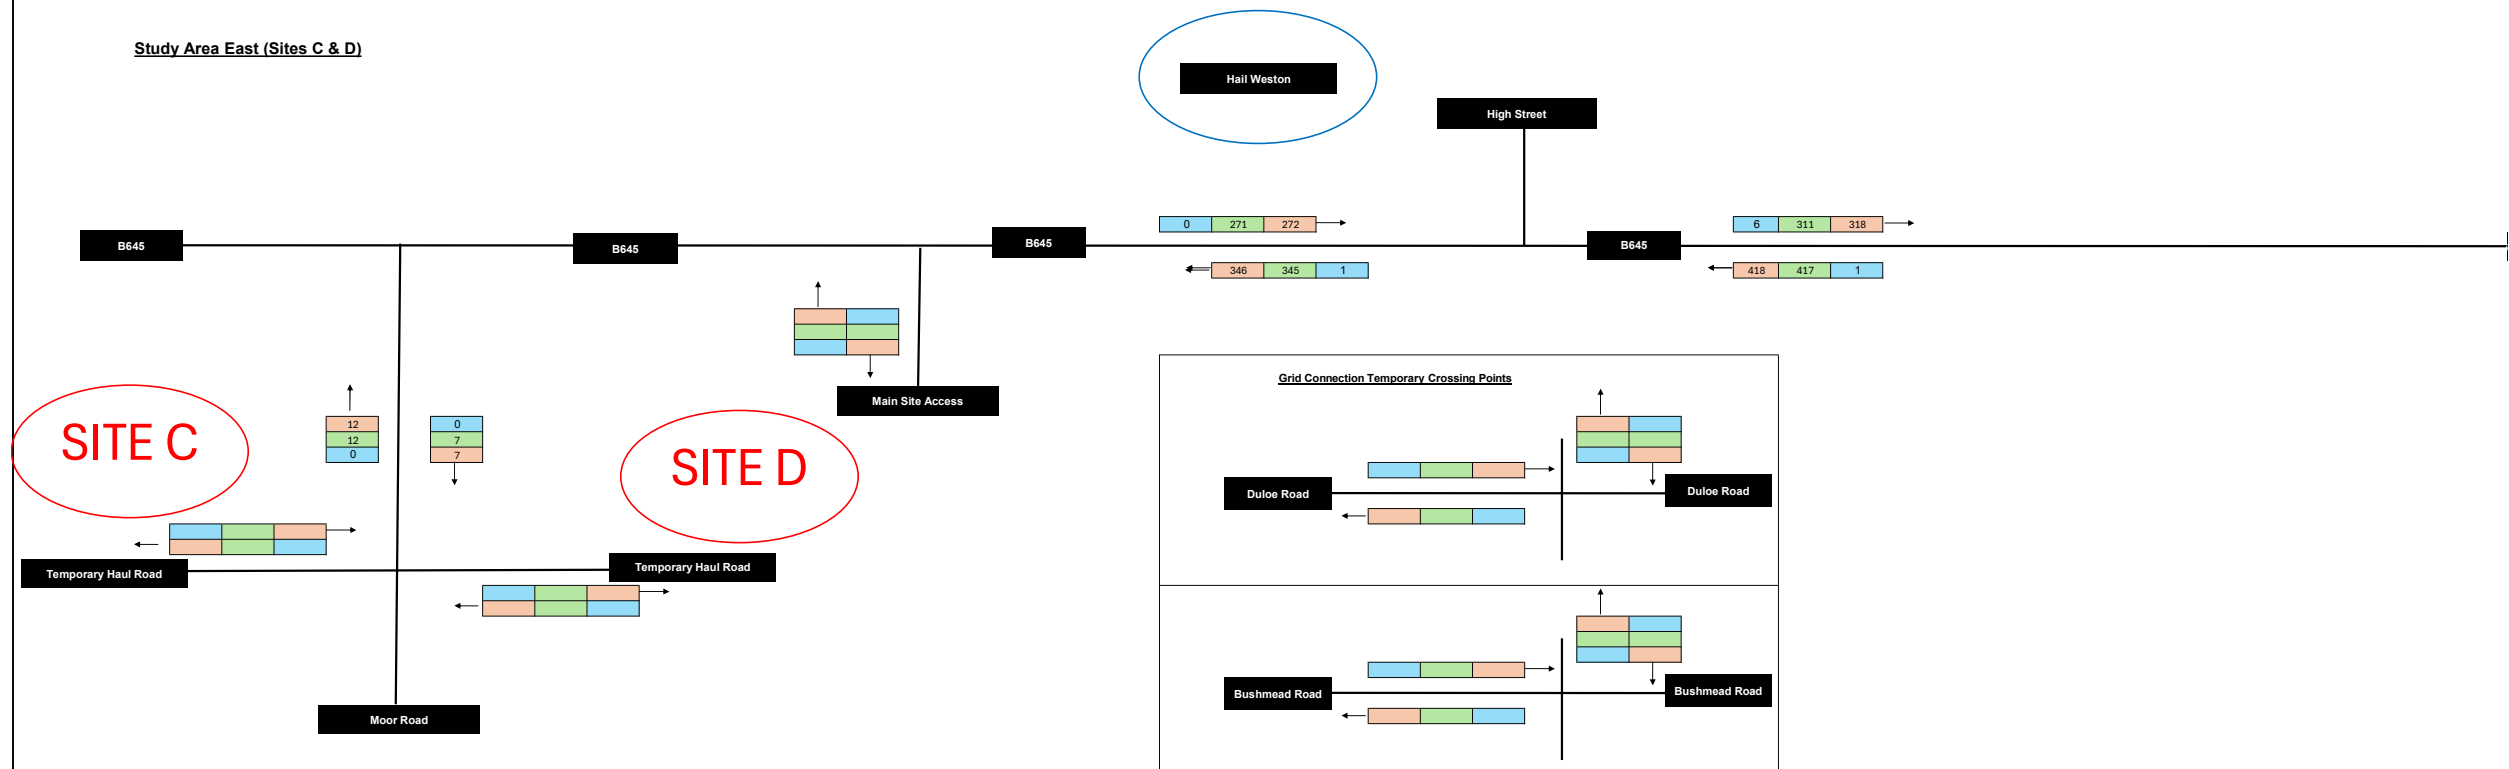 Study Area East (Sites C & D)
Hail Weston
High Street
0 271 272
6 311 318
B645
B645
B645
B645
346 345 1
418 417 1
Main Site Access
Grid Connection Temporary Crossing Points
SITE C
12
12
0
0
7
7
SITE D
Duloe Road
Duloe Road
Temporary Haul Road
Temporary Haul Road
Bushmead Road
Bushmead Road
Moor Road